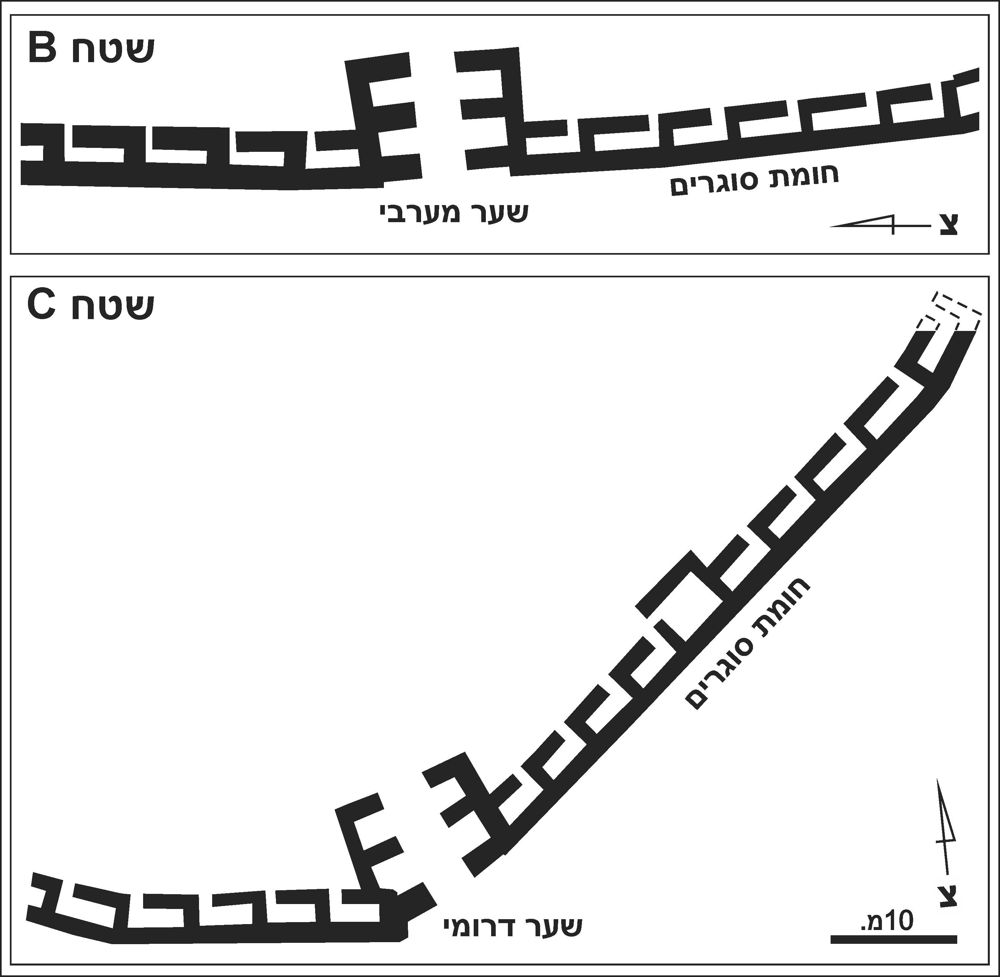 שטח B
חומת סוגרים
שער מערבי
צ
שטח C
חומת סוגרים
שער דרומי
צ
10מ.